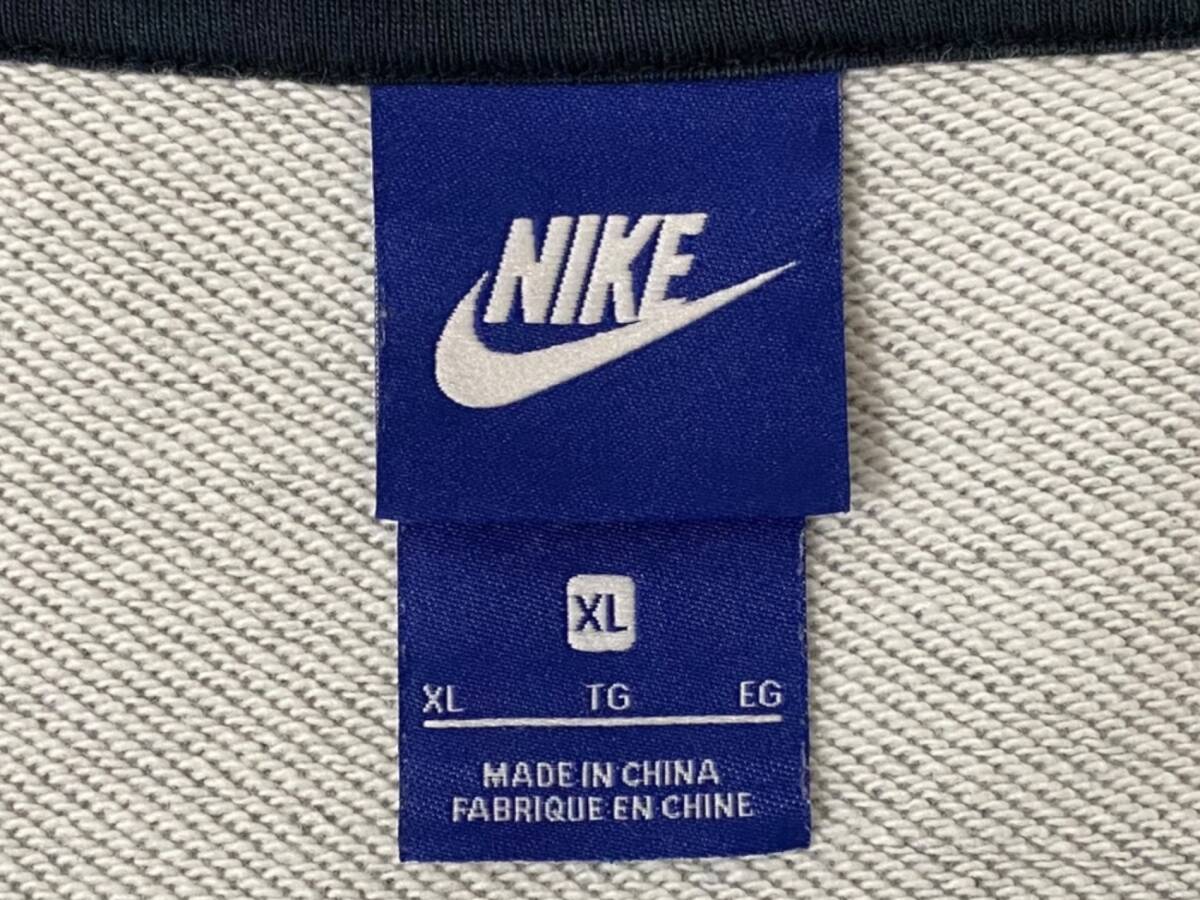 NIKE
XL
XL TG EG
MADE IN CHINA
FABRIQUE EN CHINE